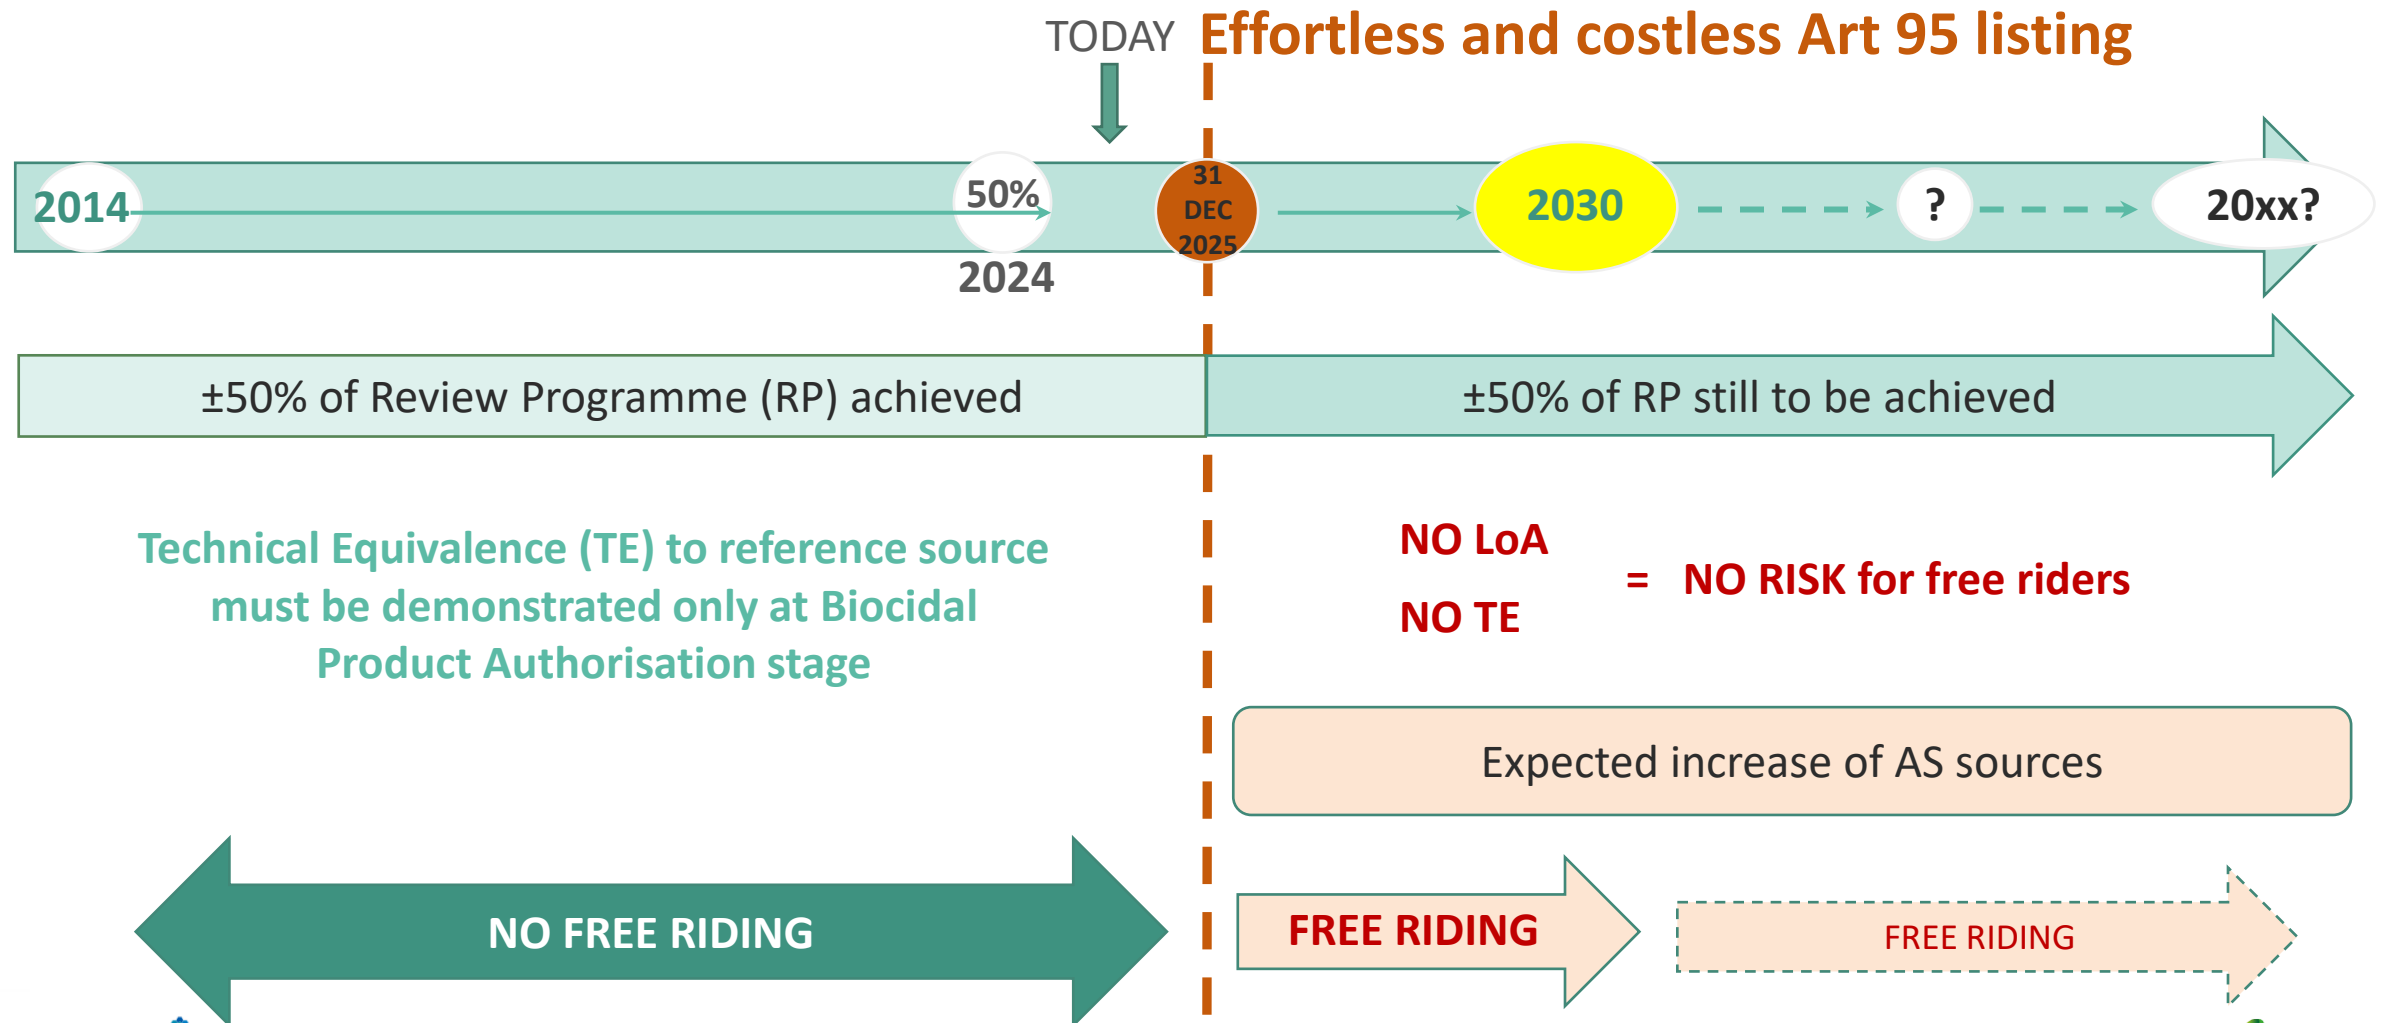 TODAY
Effortless and costless Art 95 listing
2014
50%
2024
31
DEC
2025
2030
?
20xx?
±50% of Review Programme (RP) achieved
±50% of RP still to be achieved
Technical Equivalence (TE) to reference source
must be demonstrated only at Biocidal
Product Authorisation stage
NO LoA
NO TE
= NO RISK for free riders
Expected increase of AS sources
NO FREE RIDING
FREE RIDING
FREE RIDING